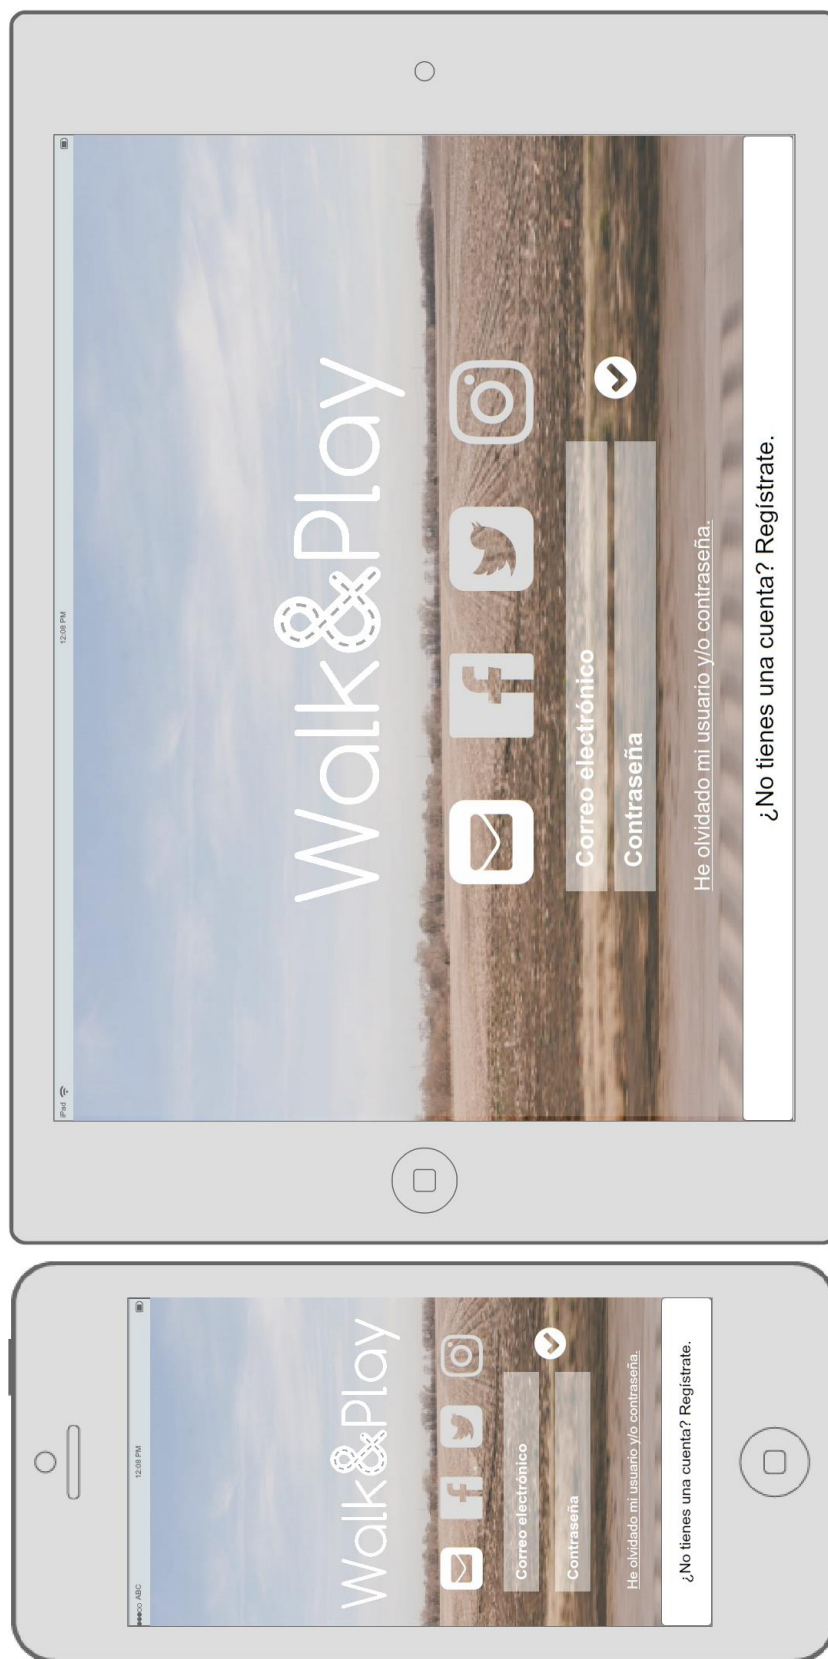 ●●●○○ ABC
12:08 PM
Walk&Play
Correo electrónico
Contraseña
He olvidado mi usuario y/o contraseña.
¿No tienes una cuenta? Regístrate.
iPad
12:08 PM
Walk&Play
Correo electrónico
Contraseña
He olvidado mi usuario y/o contraseña.
¿No tienes una cuenta? Regístrate.